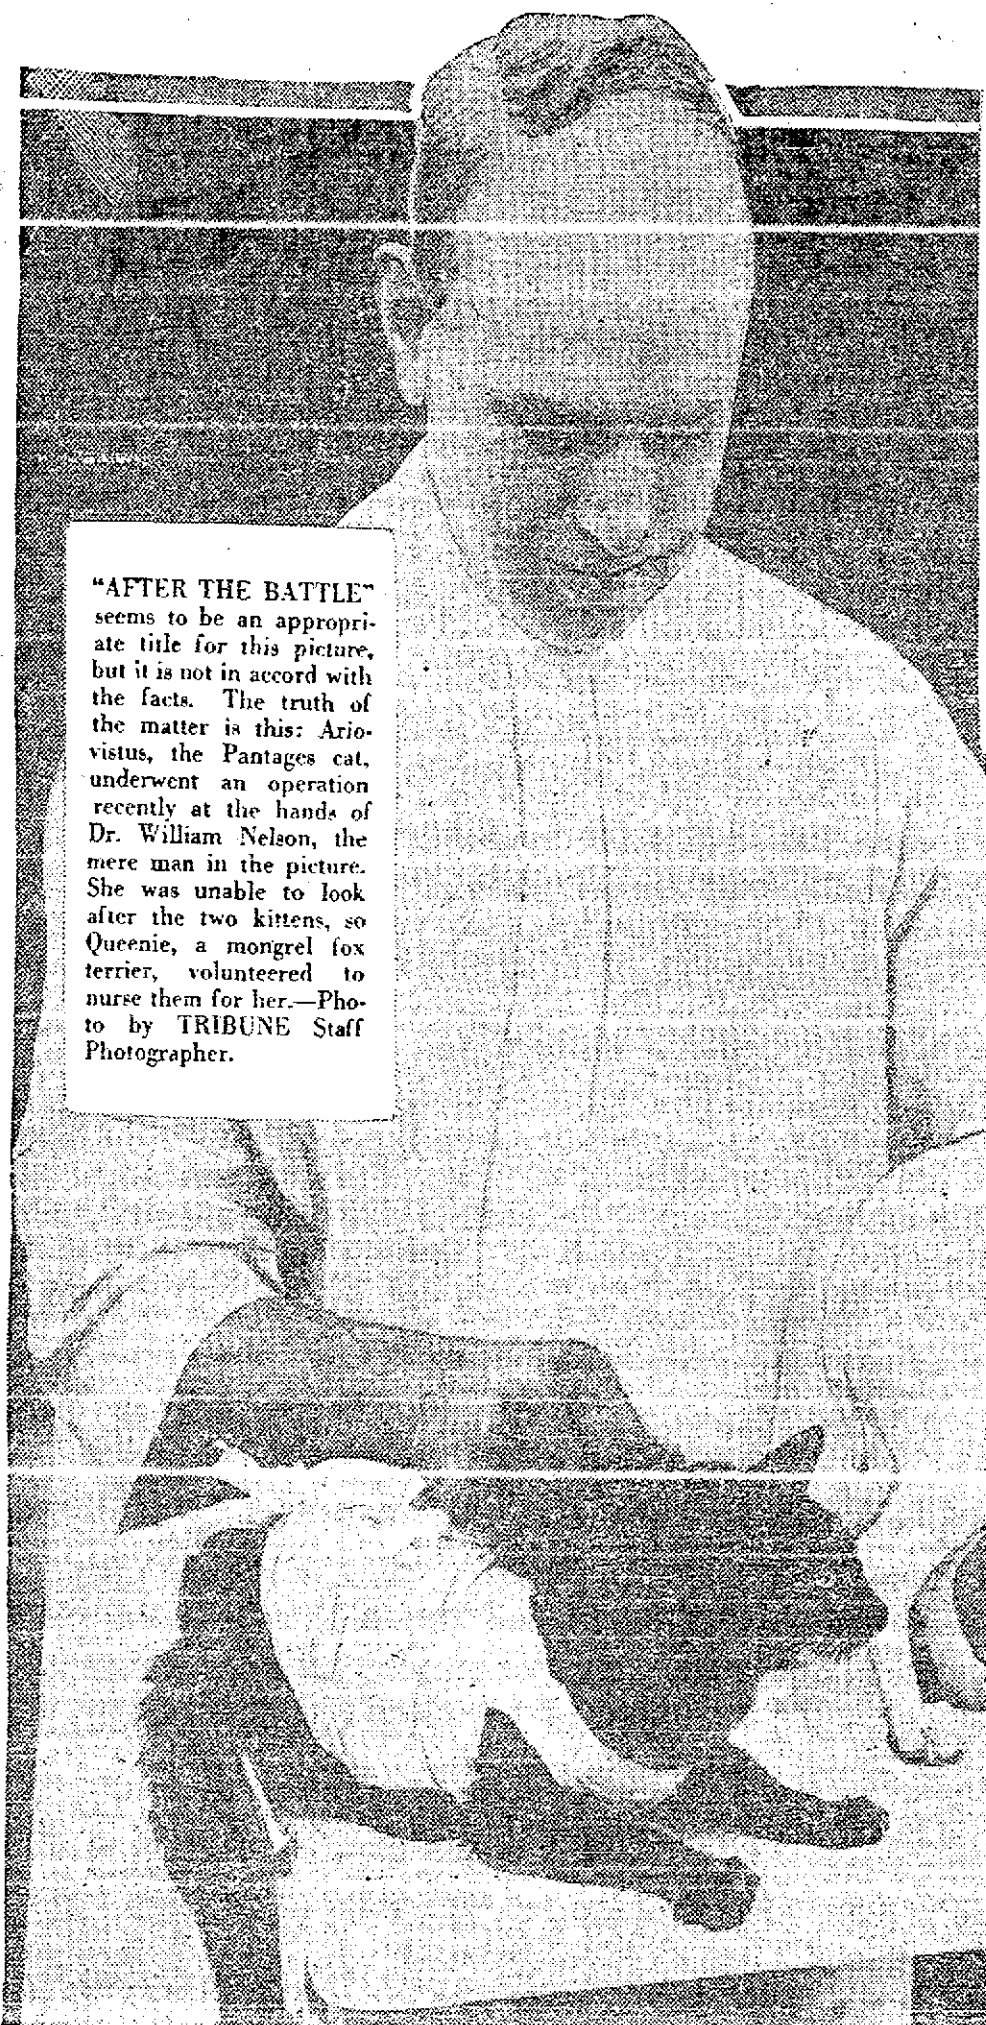 “AFTER THE BATTLE”
seems to be an appropri-
ate title for this picture,
but it is not in accord with
the facts. The truth of
the matter is this: Ario-
vistus, the Pantages cat,
underwent an operation
recently at the hands of
Dr. William Nelson, the
mere man in the picture.
She was unable to look
after the two kittens, so
Queenie, a mongrel fox
terrier, volunteered to
nurse them for her.—Pho-
to by TRIBUNE Staff
Photographer.